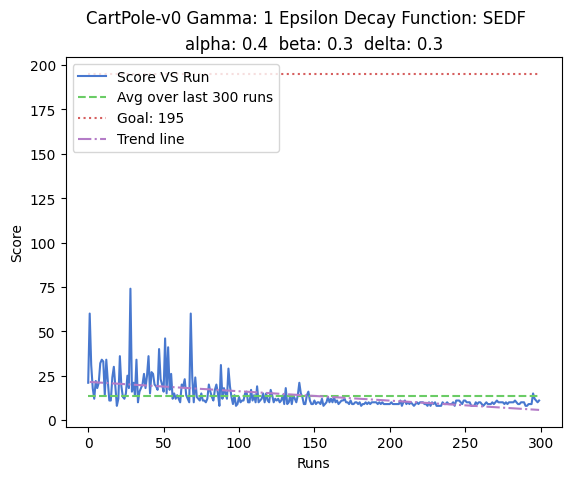 CartPole-v0 Gamma: 1 Epsilon Decay Function: SEDF
alpha: 0.4  beta: 0.3  delta: 0.3
Score VS Run
Avg over last 300 runs
Goal: 195
Trend line
200
175
150
125
100
75
50
25
0
Score
0
50
100
150
200
250
300
Runs